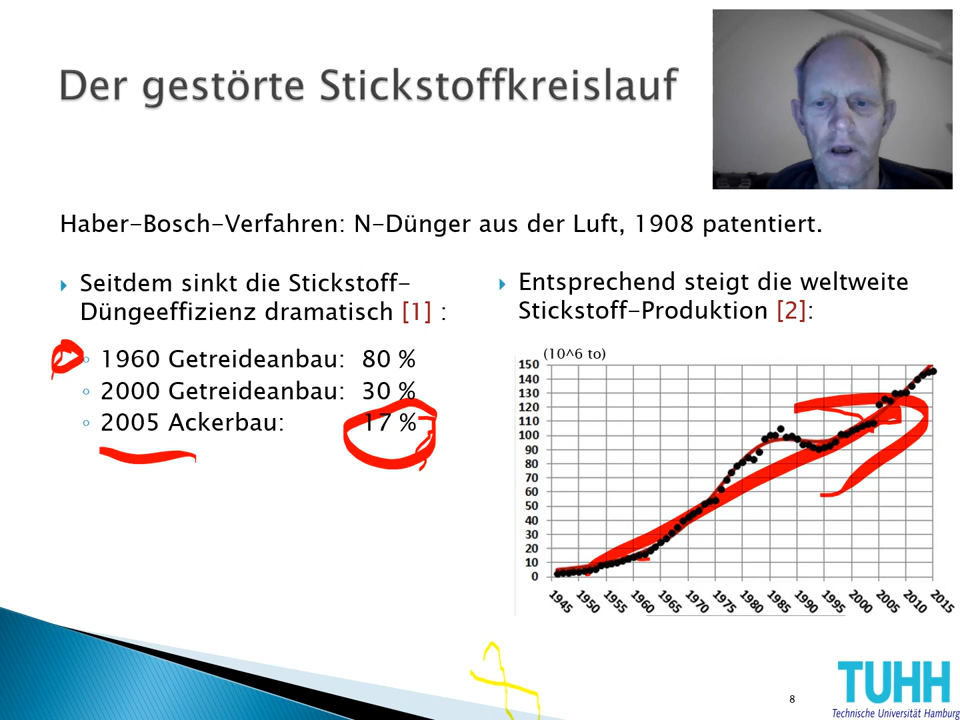 Der gestörte Stickstoffkreislauf
Haber-Bosch-Verfahren: N-Dünger aus der Luft, 1908 patentiert.
Seitdem sinkt die Stickstoff-
Düngeeffizienz dramatisch [1] :
1960 Getreideanbau: 80 %
2000 Getreideanbau: 30 %
2005 Ackerbau: 17 %
Entsprechend steigt die weltweite
Stickstoff-Produktion [2]:
(10^6 to)
150
140
130
120
110
100
90
80
70
60
50
40
30
20
10
0
1945 1950 1955 1960 1965 1970 1975 1980 1985 1990 1995 2000 2005 2010 2015
8
TUHH
Technische Universität Hamburg